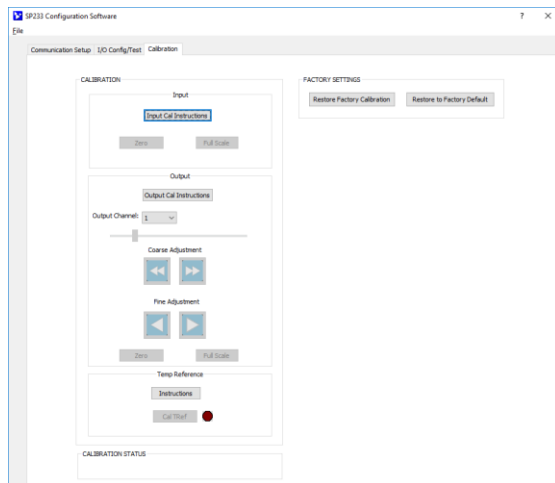 SP233 Configuration Software
File
Communication Setup I/O Config/Test Calibration
CALIBRATION
Input
Input Cal Instructions
Zero Full Scale
Output
Output Cal Instructions
Output Channel: 1
Coarse Adjustment
Fine Adjustment
Zero Full Scale
Temp Reference
Instructions
Cal TRef
CALIBRATION STATUS
FACTORY SETTINGS
Restore Factory Calibration Restore to Factory Default